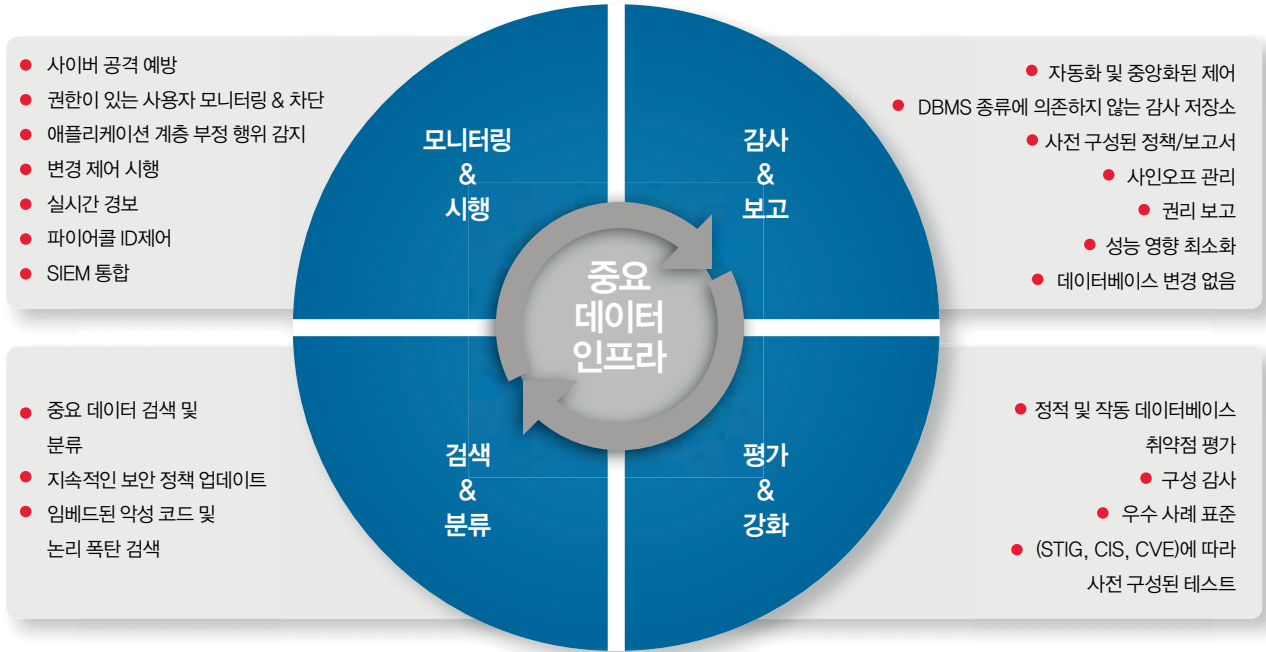 사이버 공격 예방
권한이 있는 사용자 모니터링 & 차단
애플리케이션 계층 부정 행위 감지
변경 제어 시행
실시간 경보
파이어콜 ID제어
SIEM 통합
모니터링
&
시행
감사
&
보고
자동화 및 중앙화된 제어
DBMS 종류에 의존하지 않는 감사 저장소
사전 구성된 정책/보고서
사인오프 관리
권리 보고
성능 영향 최소화
데이터베이스 변경 없음
중요
데이터
인프라
중요 데이터 검색 및
분류
지속적인 보안 정책 업데이트
임베드된 악성 코드 및
논리 폭탄 검색
검색
&
분류
평가
&
강화
정적 및 작동 데이터베이스
취약점 평가
구성 감사
우수 사례 표준
(STIG, CIS, CVE)에 따라
사전 구성된 테스트